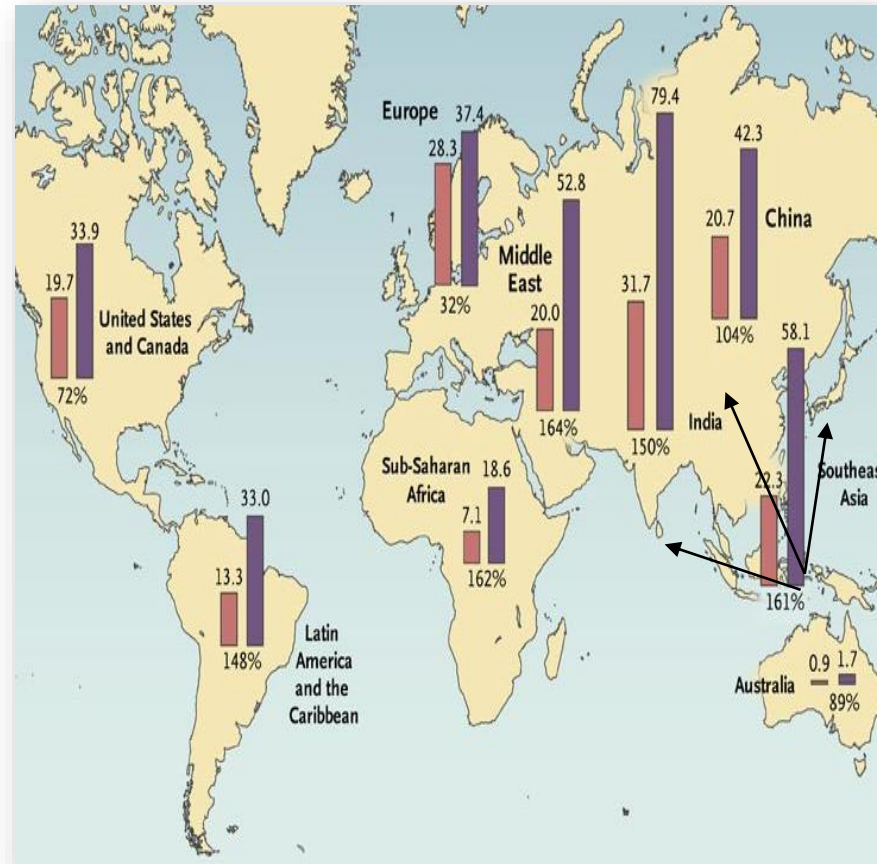 Europe
28.3
37.4
32%
79.4
31.7
150%
India
42.3
20.7
China
104%
52.8
Middle
East
20.0
164%
33.9
19.7
United States
and Canada
72%
58.1
22.3
Southeas
Asia
161%
Sub-Saharan
Africa
18.6
7.1
162%
33.0
13.3
148%
Latin
America
and the
Caribbean
Australia
0.9
1.7
89%